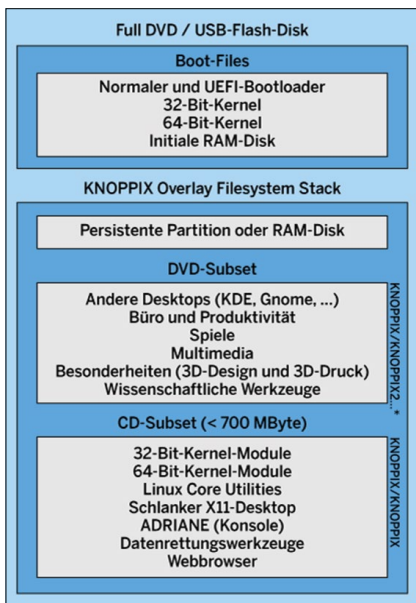 Full DVD / USB-Flash-Disk
Boot-Files
Normaler und UEFI-Bootloader
32-Bit-Kernel
64-Bit-Kernel
Initiale RAM-Disk
KNOPPIX Overlay Filesystem Stack
Persistente Partition oder RAM-Disk
DVD-Subset
Andere Desktops (KDE, Gnome, ...)
Büro und Produktivität
Spiele
Multimedia
Besonderheiten (3D-Design und 3D-Druck)
Wissenschaftliche Werkzeuge
KNOPPIX/KNOPPIX2... *
CD-Subset (< 700 MByte)
32-Bit-Kernel-Module
64-Bit-Kernel-Module
Linux Core Utilities
Schlanker X11-Desktop
ADRIANE (Konsole)
Datenrettungswerkzeuge
Webbrowser
KNOPPIX/KNOPPIX